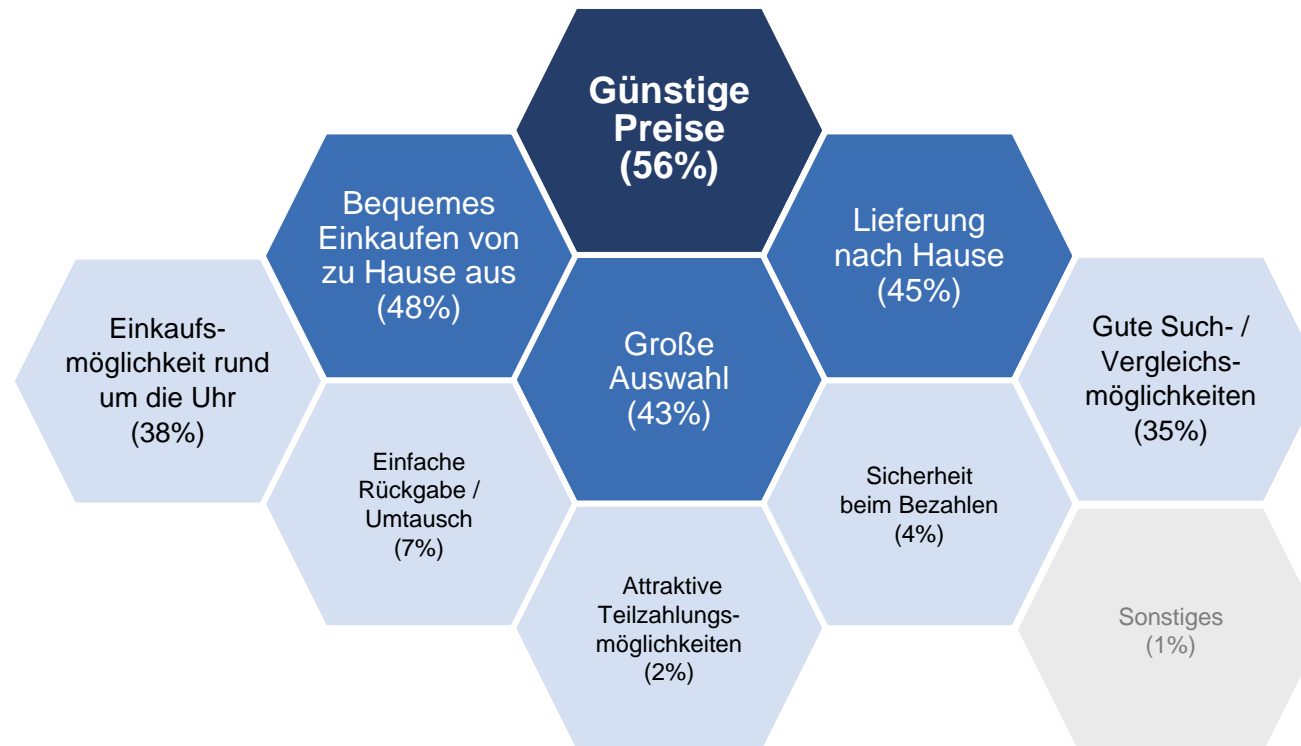 Günstige
Preise
(56%)
Bequemes
Einkaufen von
zu Hause aus
(48%)
Lieferung
nach Hause
(45%)
Einkaufs-
möglichkeit rund
um die Uhr
(38%)
Große
Auswahl
(43%)
Gute Such- /
Vergleichs-
möglichkeiten
(35%)
Einfache
Rückgabe /
Umtausch
(7%)
Sicherheit
beim Bezahlen
(4%)
Attraktive
Teilzahlungs-
möglichkeiten
(2%)
Sonstiges
(1%)